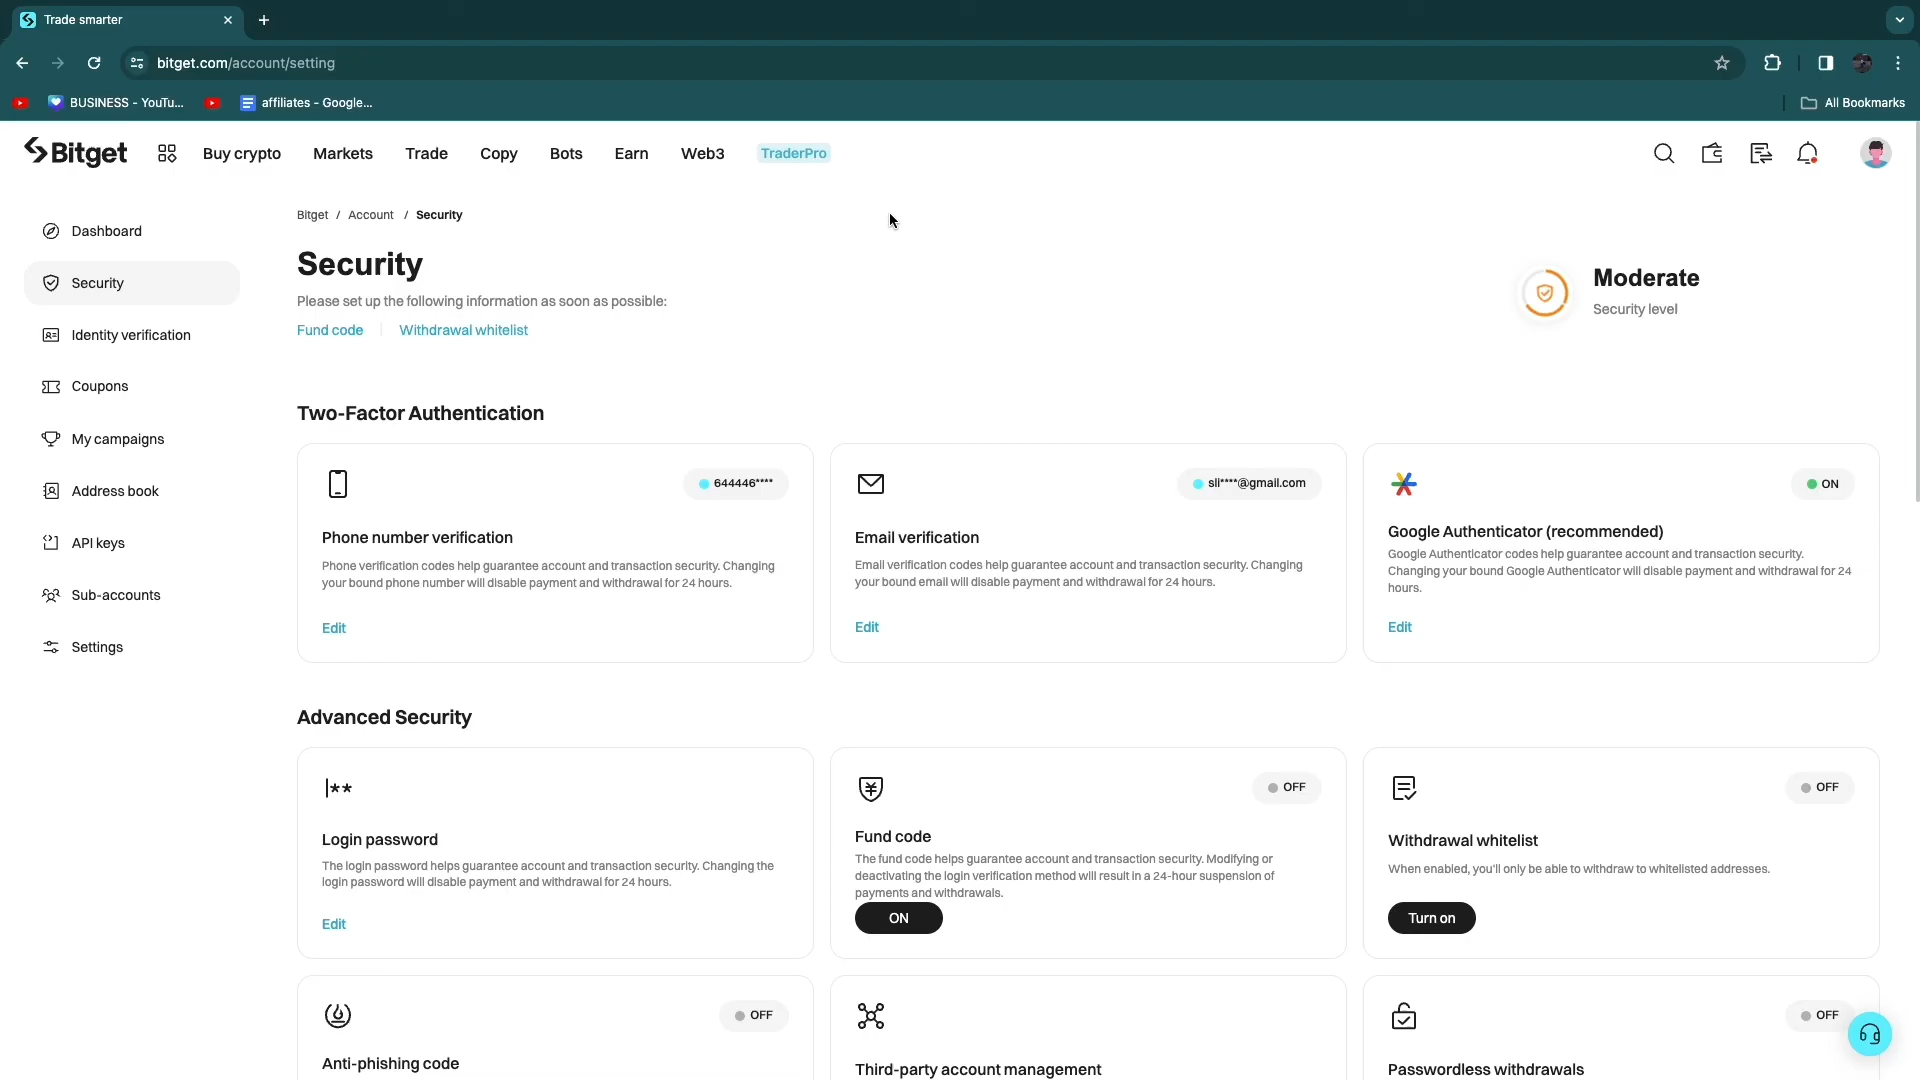 Trade smarter
bitget.com/account/setting
BUSINESS - YouTu...
affiliates - Google...
All Bookmarks
Bitget
Buy crypto
Markets
Trade
Copy
Bots
Earn
Web3
TraderPro
Bitget / Account / Security
Dashboard
Security
Identity verification
Coupons
My campaigns
Address book
API keys
Sub-accounts
Settings
Security
Please set up the following information as soon as possible:
Fund code
Withdrawal whitelist
Moderate
Security level
Two-Factor Authentication
644446****
Phone number verification
Phone verification codes help guarantee account and transaction security. Changing
your bound phone number will disable payment and withdrawal for 24 hours.
Edit
sli****@gmail.com
Email verification
Email verification codes help guarantee account and transaction security. Changing
your bound email will disable payment and withdrawal for 24 hours.
Edit
ON
Google Authenticator (recommended)
Google Authenticator codes help guarantee account and transaction security.
Changing your bound Google Authenticator will disable payment and withdrawal for 24
hours.
Edit
Advanced Security
|**
Login password
The login password helps guarantee account and transaction security. Changing the
login password will disable payment and withdrawal for 24 hours.
Edit
OFF
Fund code
The fund code helps guarantee account and transaction security. Modifying or
deactivating the login verification method will result in a 24-hour suspension of
payments and withdrawals.
ON
OFF
Withdrawal whitelist
When enabled, you'll only be able to withdraw to whitelisted addresses.
Turn on
OFF
Anti-phishing code
Third-party account management
OFF
Passwordless withdrawals